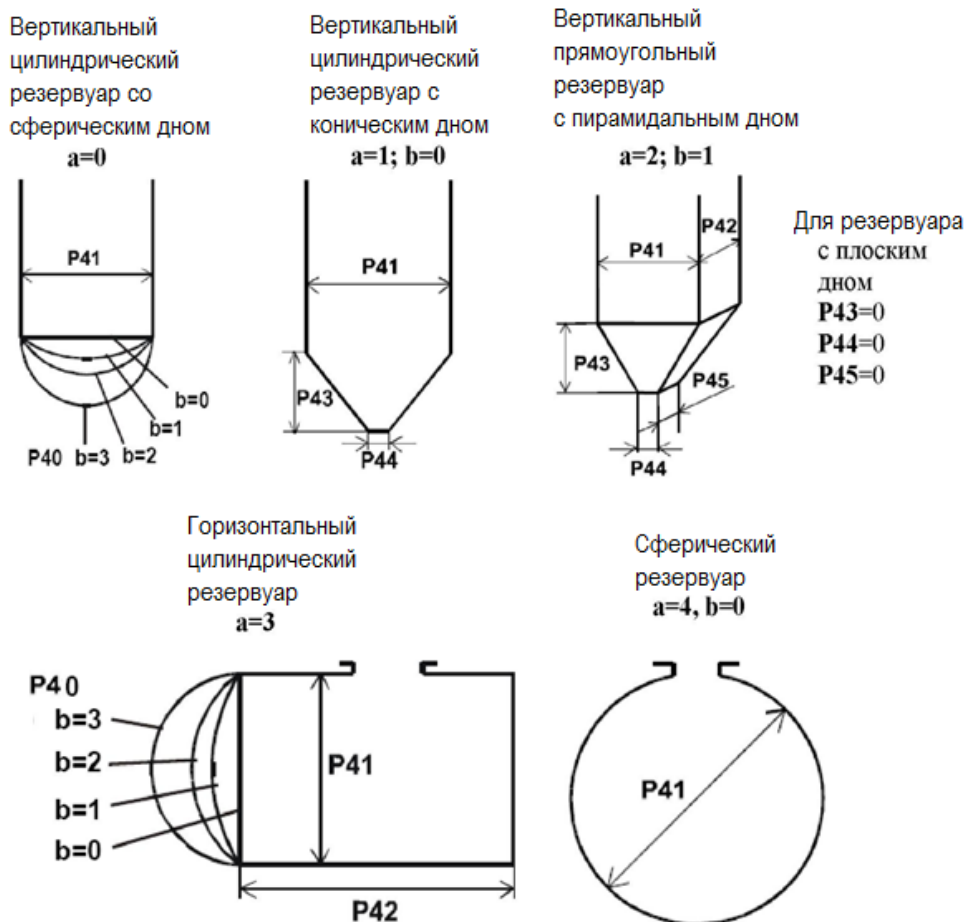 Вертикальный
цилиндрический
резервуар со
сферическим дном
a=0
P41
b=0
b=1
P40 b=3 b=2
Вертикальный
цилиндрический
резервуар с
коническим дном
a=1; b=0
P41
P43
P44
Вертикальный
прямоугольный
резервуар
с пирамидальным дном
a=2; b=1
P42
P41
P43
P45
P44
Для резервуара
с плоским
дном
P43=0
P44=0
P45=0
Горизонтальный
цилиндрический
резервуар
a=3
P40
b=3
b=2
b=1
b=0
P41
P42
Сферический
резервуар
a=4, b=0
P41